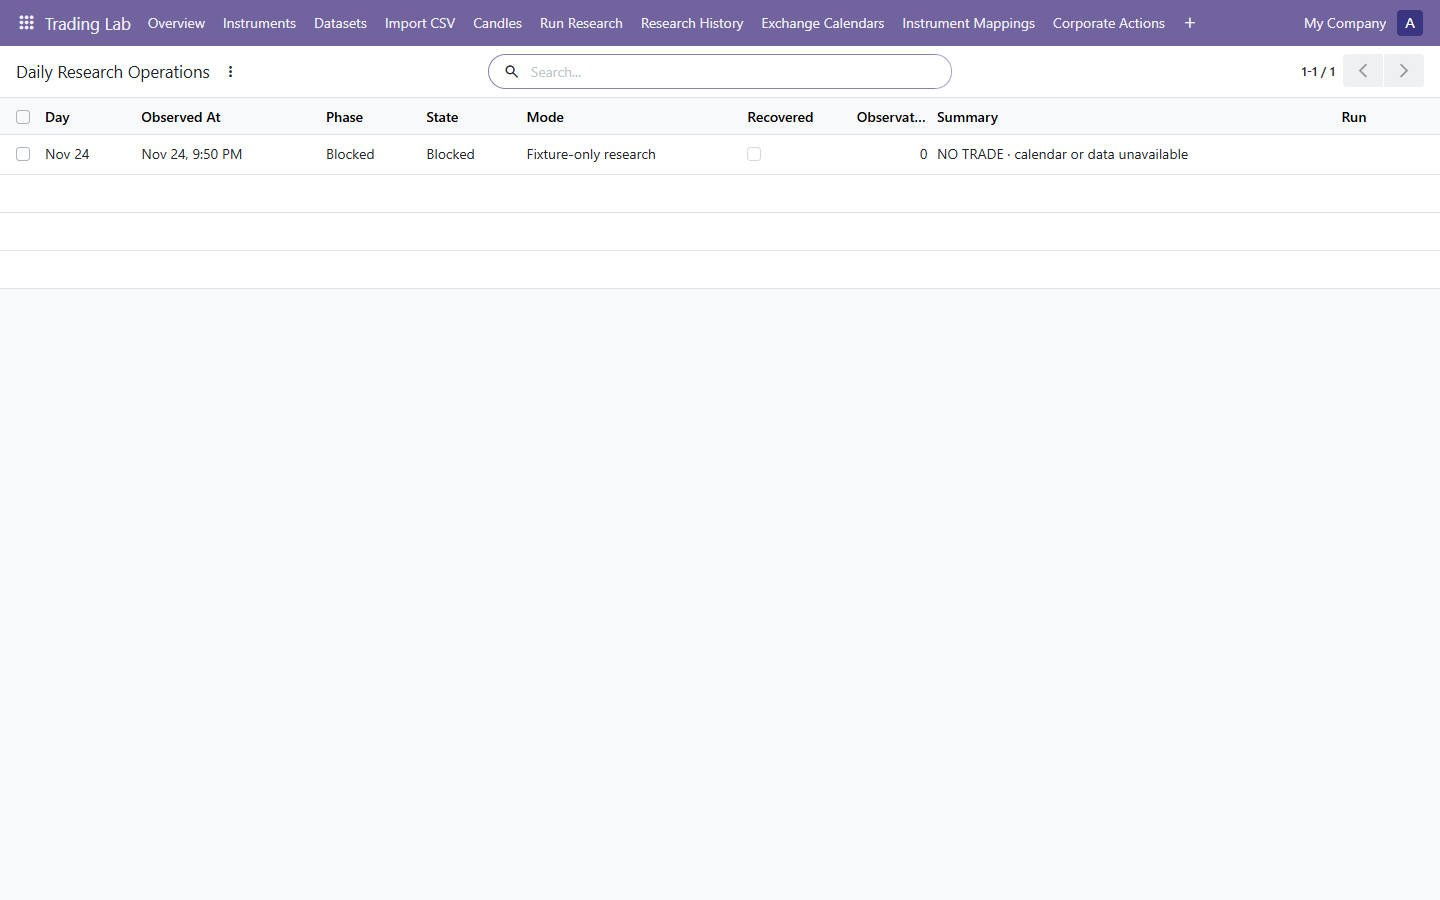 Trading Lab Overview Instruments Datasets Import CSV Candles Run Research Research History Exchange Calendars Instrument Mappings Corporate Actions + My Company A
Daily Research Operations Search... 1-1 / 1
Day Observed At Phase State Mode Recovered Observat... Summary Run
Nov 24 Nov 24, 9:50 PM Blocked Blocked Fixture-only research 0 NO TRADE · calendar or data unavailable